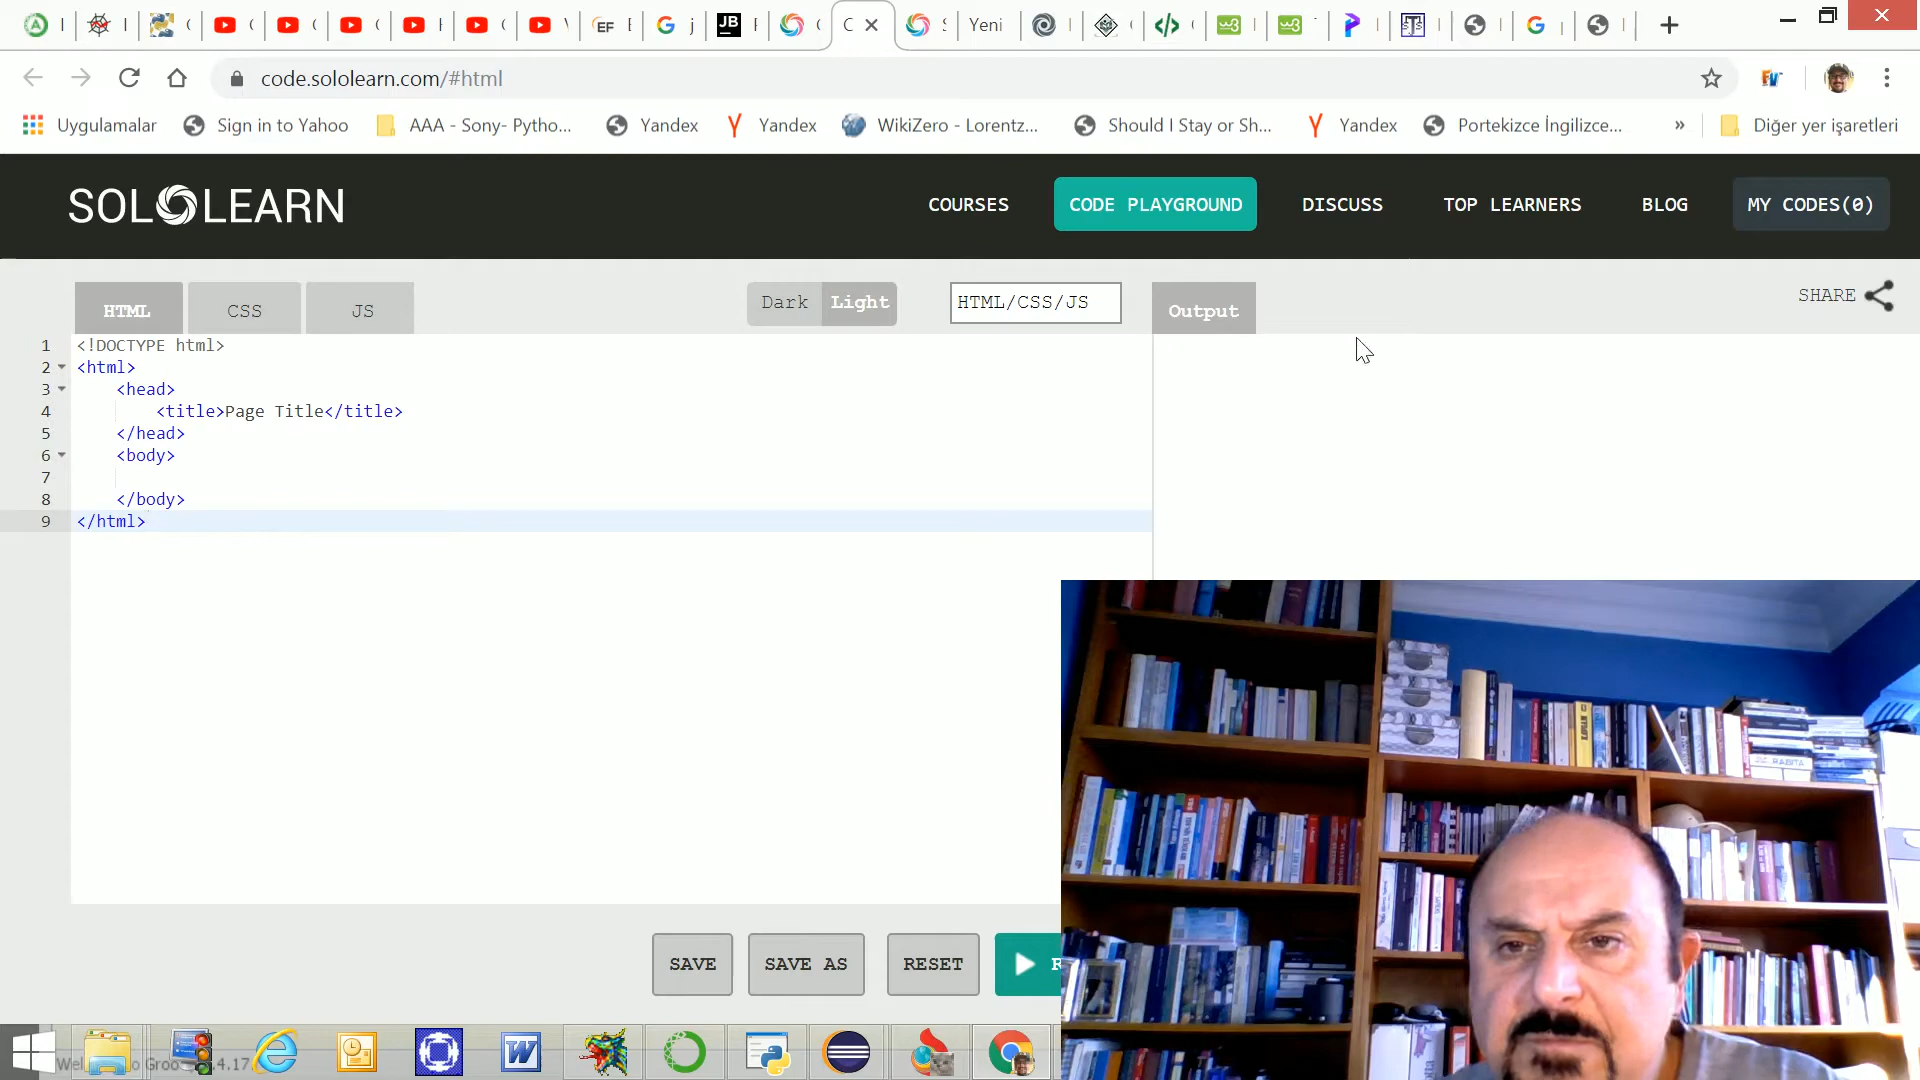 code.sololearn.com/#html
Uygulamalar
Sign in to Yahoo
AAA - Sony- Pytho...
Yandex
Yandex
WikiZero - Lorentz...
Should I Stay or Sh...
Yandex
Portekizce İngilizce...
»
Diğer yer işaretleri
SOLOLEARN
COURSES
CODE PLAYGROUND
DISCUSS
TOP LEARNERS
BLOG
MY CODES(0)
HTML
CSS
JS
Dark
Light
HTML/CSS/JS
Output
SHARE
1 <!DOCTYPE html>
2 <html>
3 <head>
4 <title>Page Title</title>
5 </head>
6 <body>
7
8 </body>
9 </html>
SAVE
SAVE AS
RESET